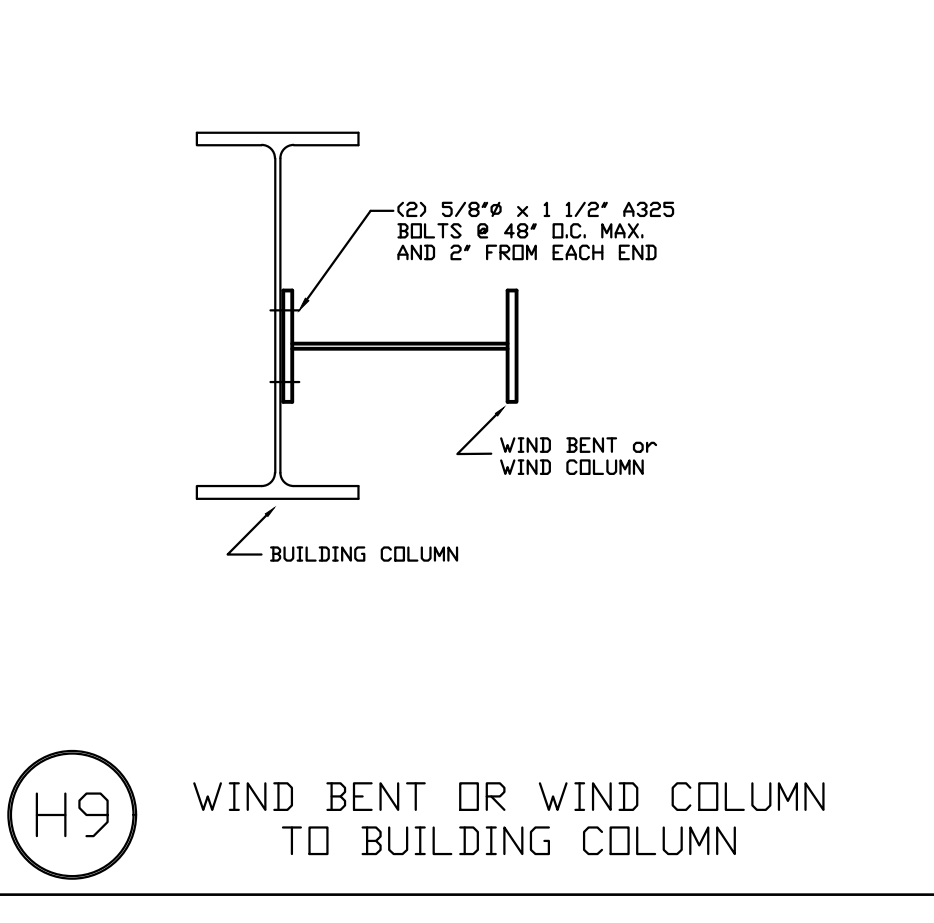 (2) 5/8"ø x 1 1/2" A325
BOLTS @ 48" O.C. MAX.
AND 2" FROM EACH END
WIND BENT or
WIND COLUMN
BUILDING COLUMN
H9
WIND BENT OR WIND COLUMN
TO BUILDING COLUMN